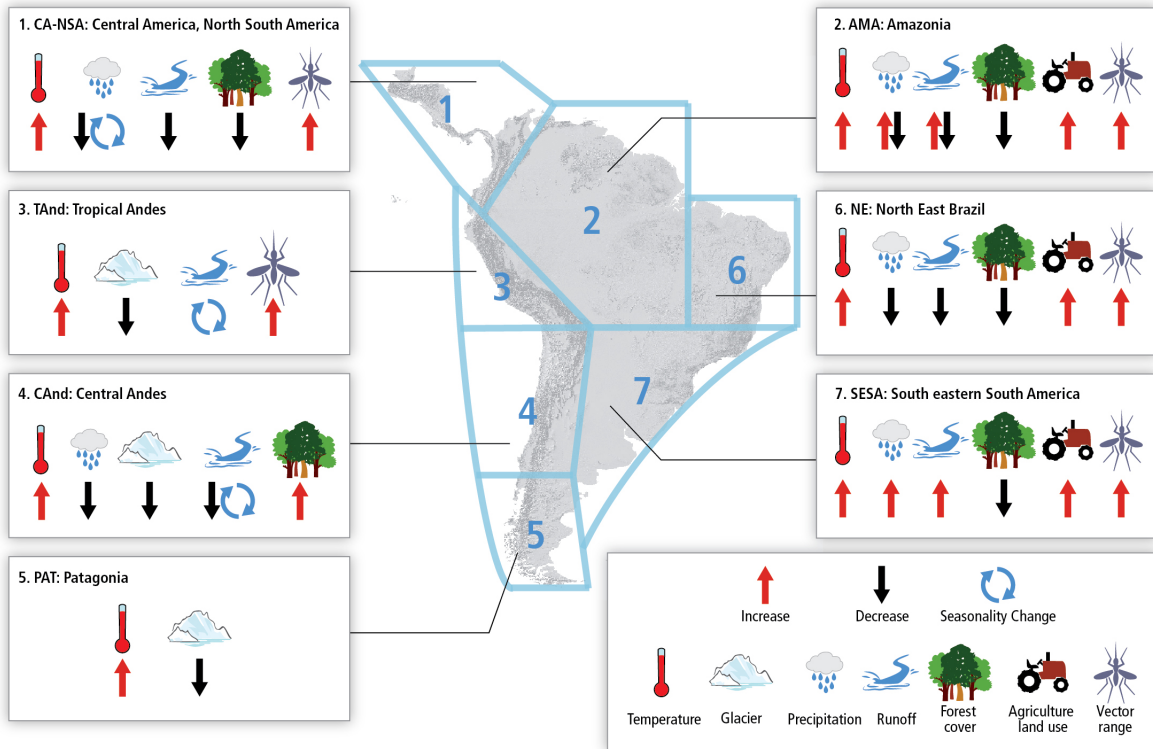 1. CA-NSA: Central America, North South America
2. AMA: Amazonia
3. TAnd: Tropical Andes
6. NE: North East Brazil
4. CAnd: Central Andes
7. SESA: South eastern South America
5. PAT: Patagonia
1
2
3
6
4
7
5
Increase
Decrease
Seasonality Change
Temperature
Glacier
Precipitation
Runoff
Forest
cover
Agriculture
land use
Vector
range